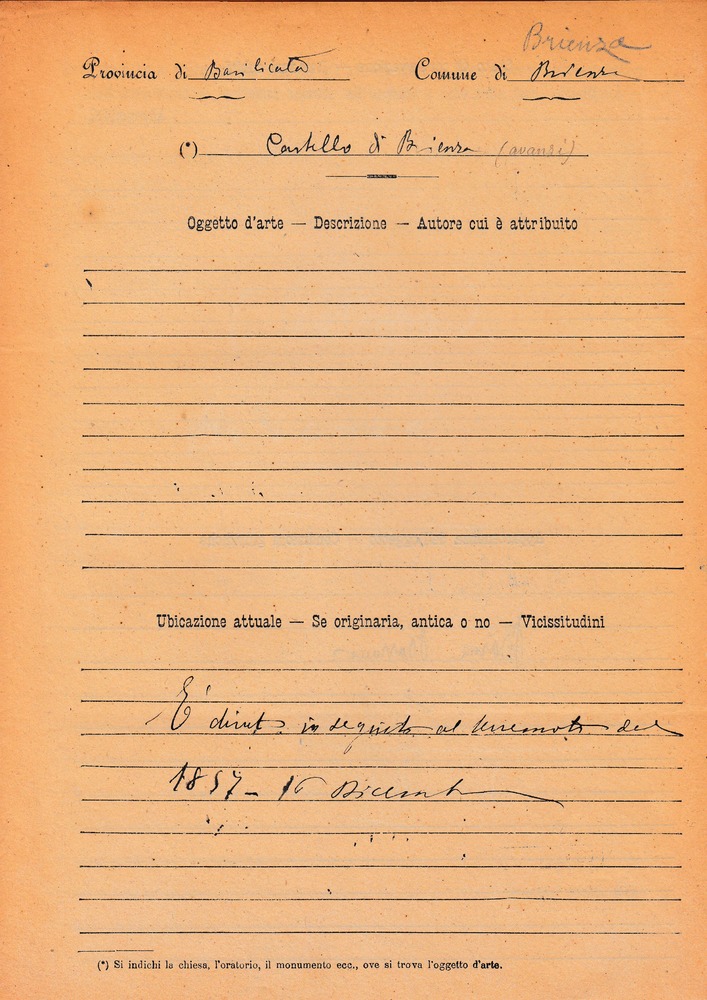 Brienza
Provincia di Basilicata Comune di Brienza
(*) Castello di Brienza (avanzi)
Oggetto d'arte — Descrizione — Autore cui è attribuito
Ubicazione attuale — Se originaria, antica o no — Vicissitudini
E' diruto in seguito al terremoto del
1857 - 16 Dicembre
(*) Si indichi la chiesa, l'oratorio, il monumento ecc., ove si trova l'oggetto d'arte.